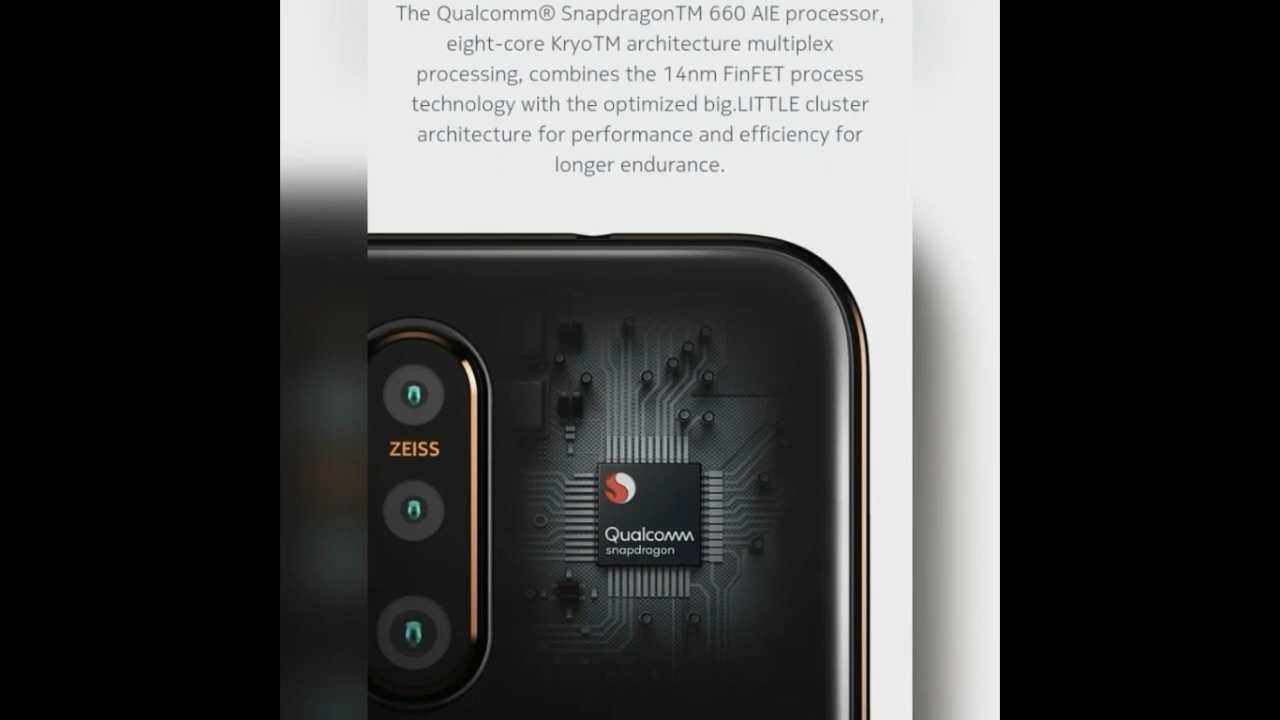 The Qualcomm® SnapdragonTM 660 AIE processor,
eight-core KryoTM architecture multiplex
processing, combines the 14nm FinFET process
technology with the optimized big.LITTLE cluster
architecture for performance and efficiency for
longer endurance.
ZEISS
Qualcomm
snapdragon